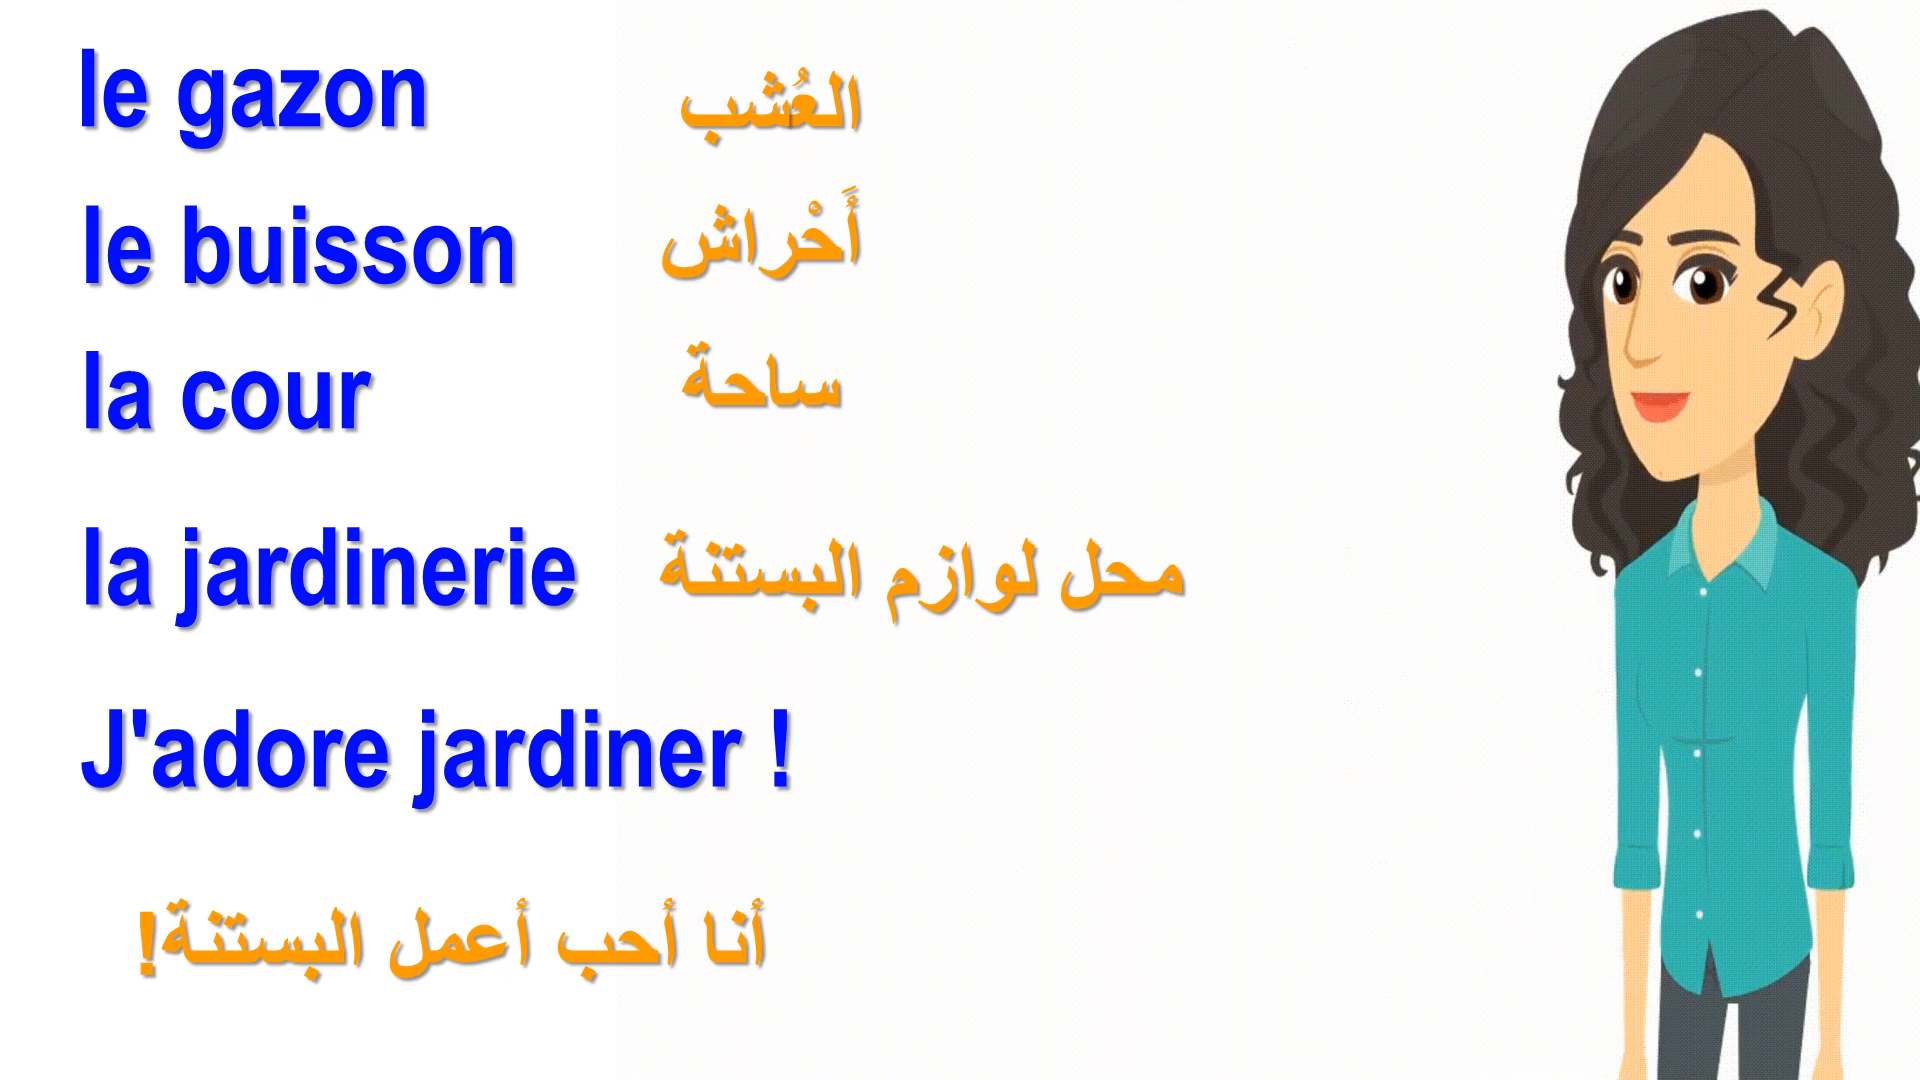 le gazon العُشب
le buisson أَحْراش
la cour ساحة
la jardinerie محل لوازم البستنة
J'adore jardiner !
أنا أحب أعمل البستنة!